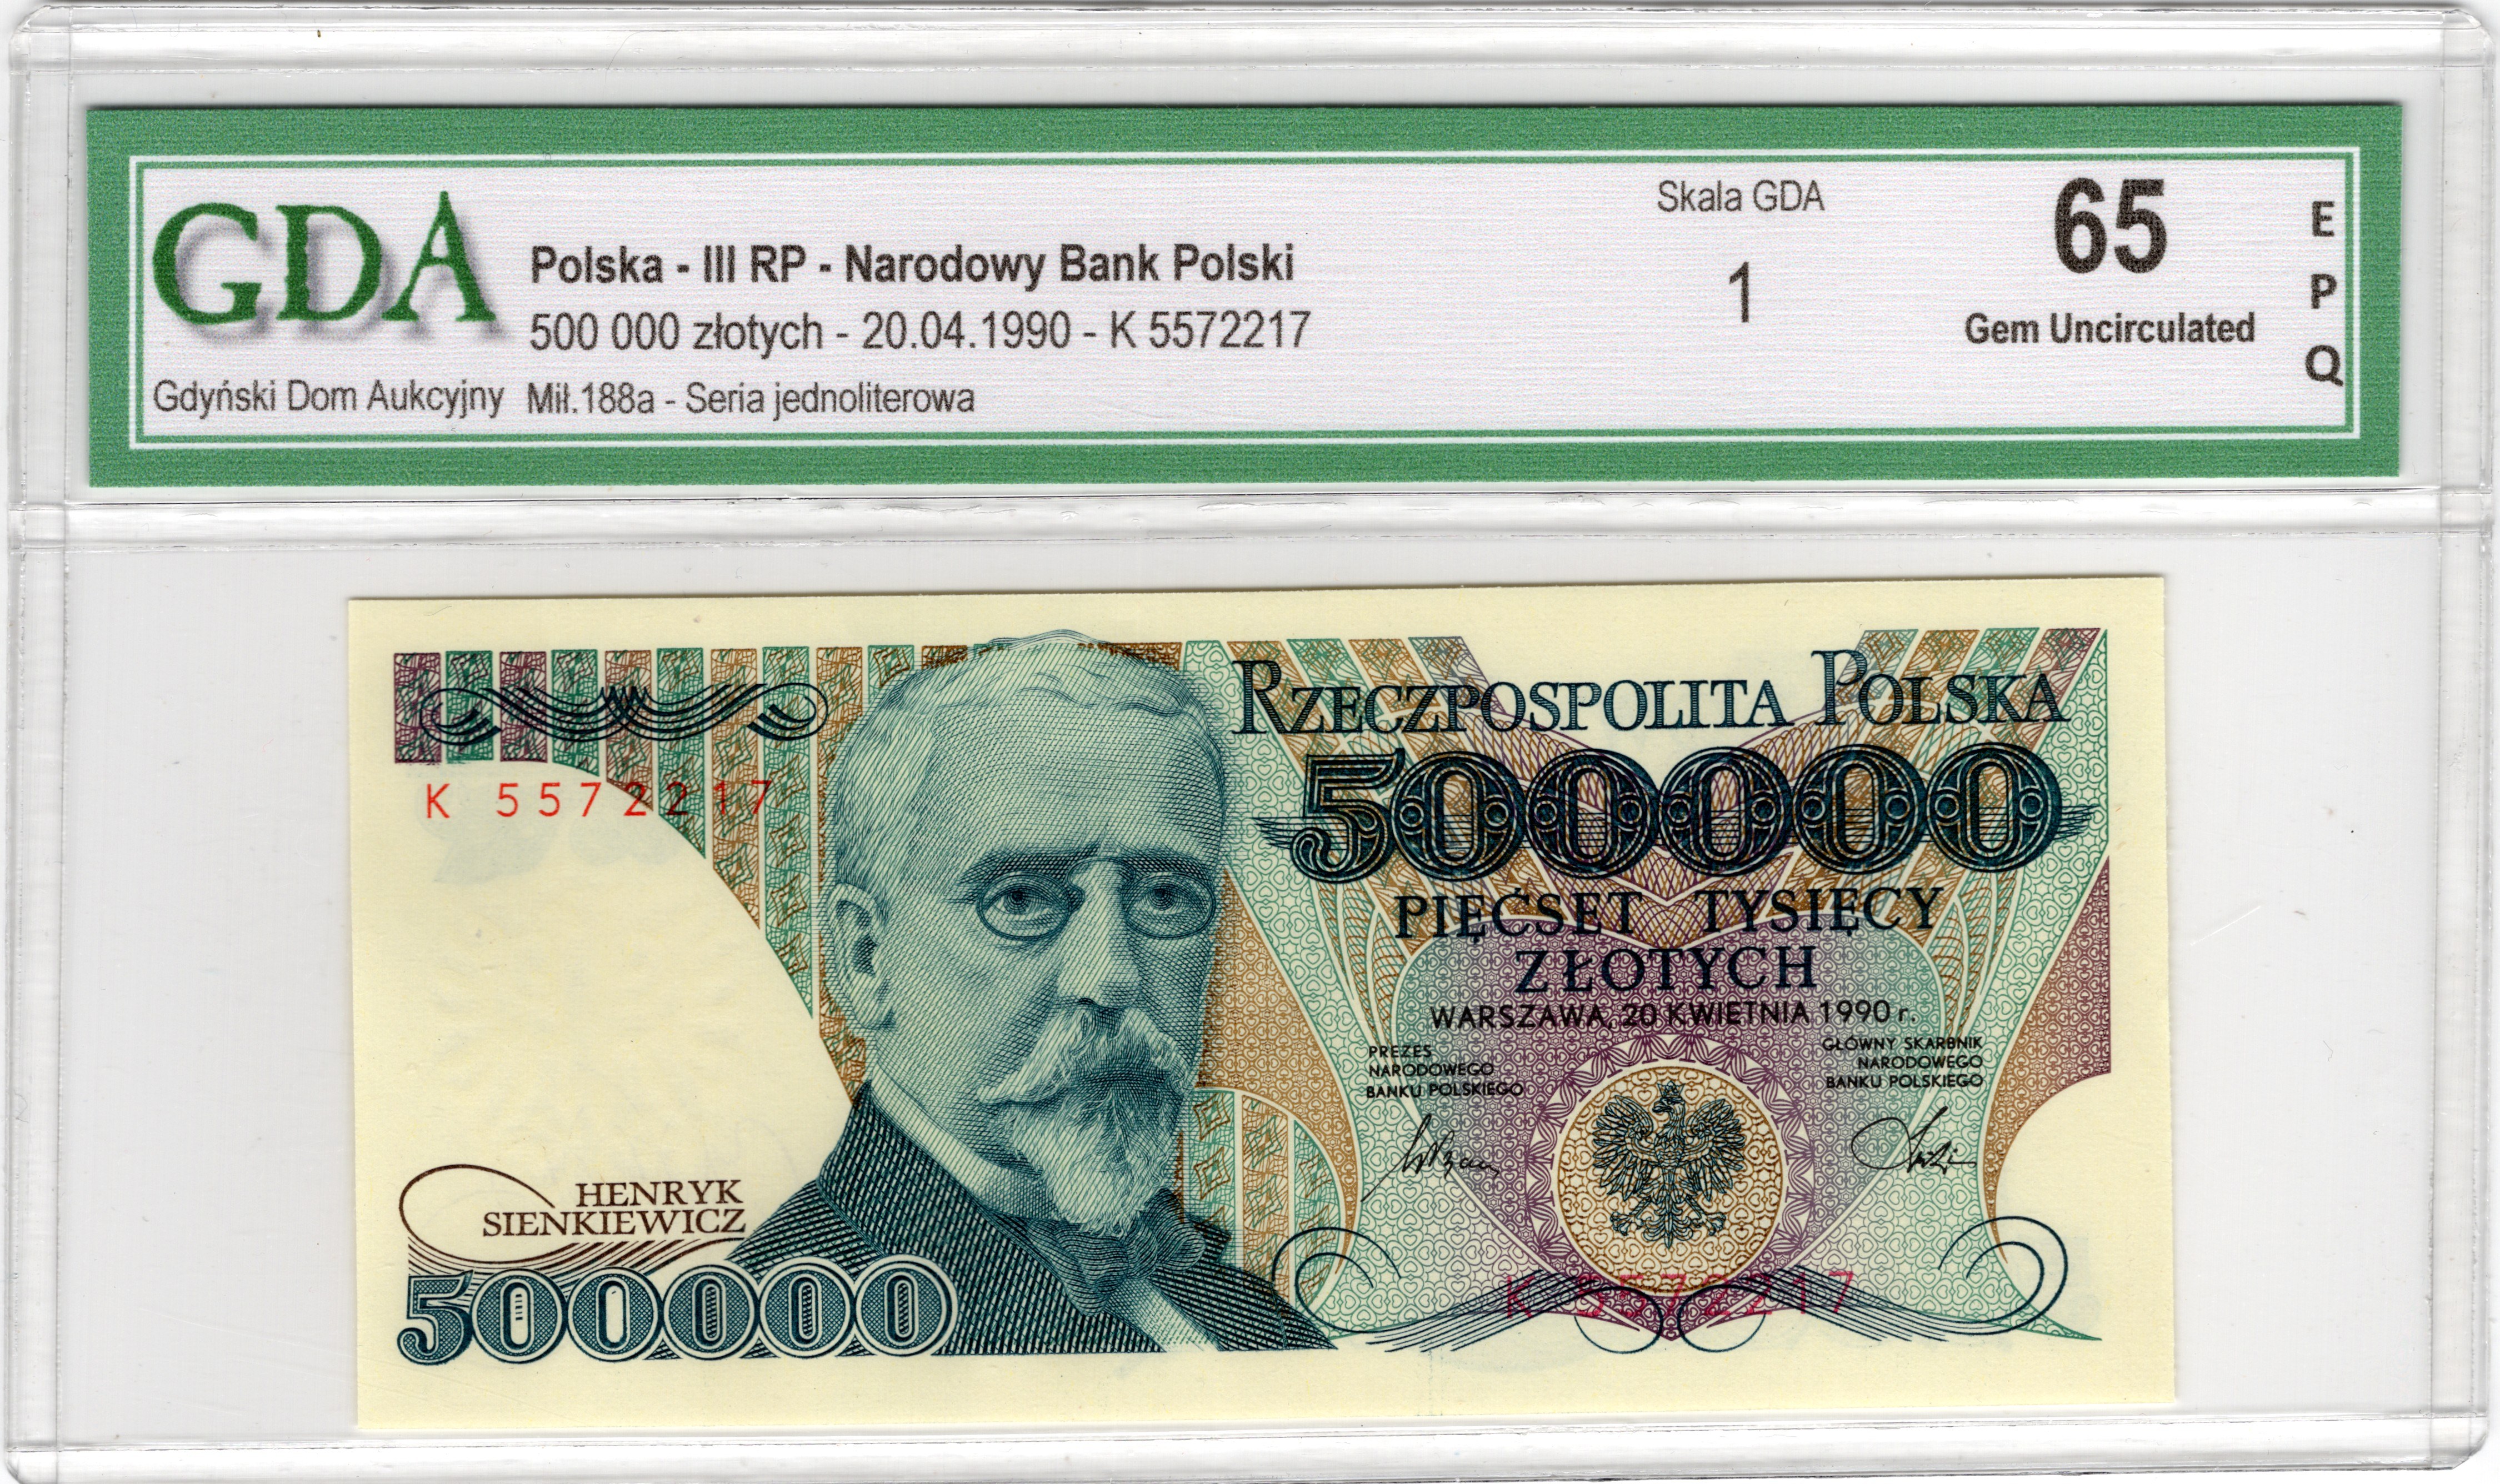 GDA
Gdyński Dom Aukcyjny
Polska - III RP - Narodowy Bank Polski
500 000 złotych - 20.04.1990 - K 5572217
Mił.188a - Seria jednoliterowa
Skala GDA
1
65
Gem Uncirculated
E
P
Q
RZECZPOSPOLITA POLSKA
K 5572217
500000
PIĘĆSET TYSIĘCY
ZŁOTYCH
WARSZAWA, 20 KWIETNIA 1990 r.
PREZES
NARODOWEGO
BANKU POLSKIEGO
GŁÓWNY SKARBNIK
NARODOWEGO
BANKU POLSKIEGO
HENRYK
SIENKIEWICZ
500000
K 5572217